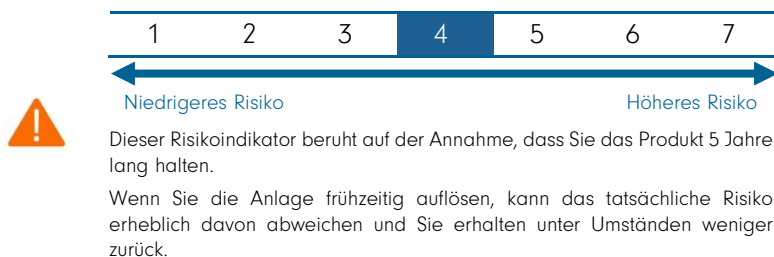 1 2 3 4 5 6 7
Niedrigeres Risiko Höheres Risiko
Dieser Risikoindikator beruht auf der Annahme, dass Sie das Produkt 5 Jahre
lang halten.
Wenn Sie die Anlage frühzeitig auflösen, kann das tatsächliche Risiko
erheblich davon abweichen und Sie erhalten unter Umständen weniger
zurück.